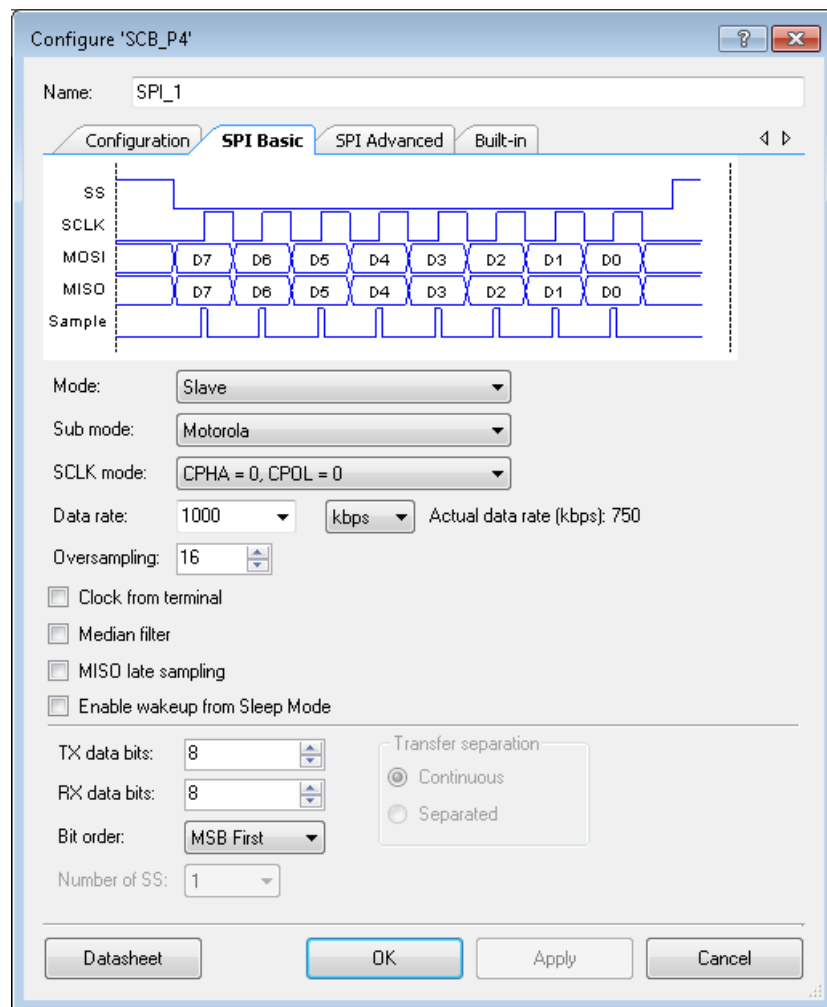 Configure 'SCB_P4'
Name: SPI_1
Configuration SPI Basic SPI Advanced Built-in
SS
SCLK
MOSI D7 D6 D5 D4 D3 D2 D1 D0
MISO D7 D6 D5 D4 D3 D2 D1 D0
Sample
Mode: Slave
Sub mode: Motorola
SCLK mode: CPHA = 0, CPOL = 0
Data rate: 1000 kbps Actual data rate (kbps): 750
Oversampling: 16
Clock from terminal
Median filter
MISO late sampling
Enable wakeup from Sleep Mode
TX data bits: 8
RX data bits: 8
Bit order: MSB First
Number of SS: 1
Transfer separation
Continuous
Separated
Datasheet OK Apply Cancel